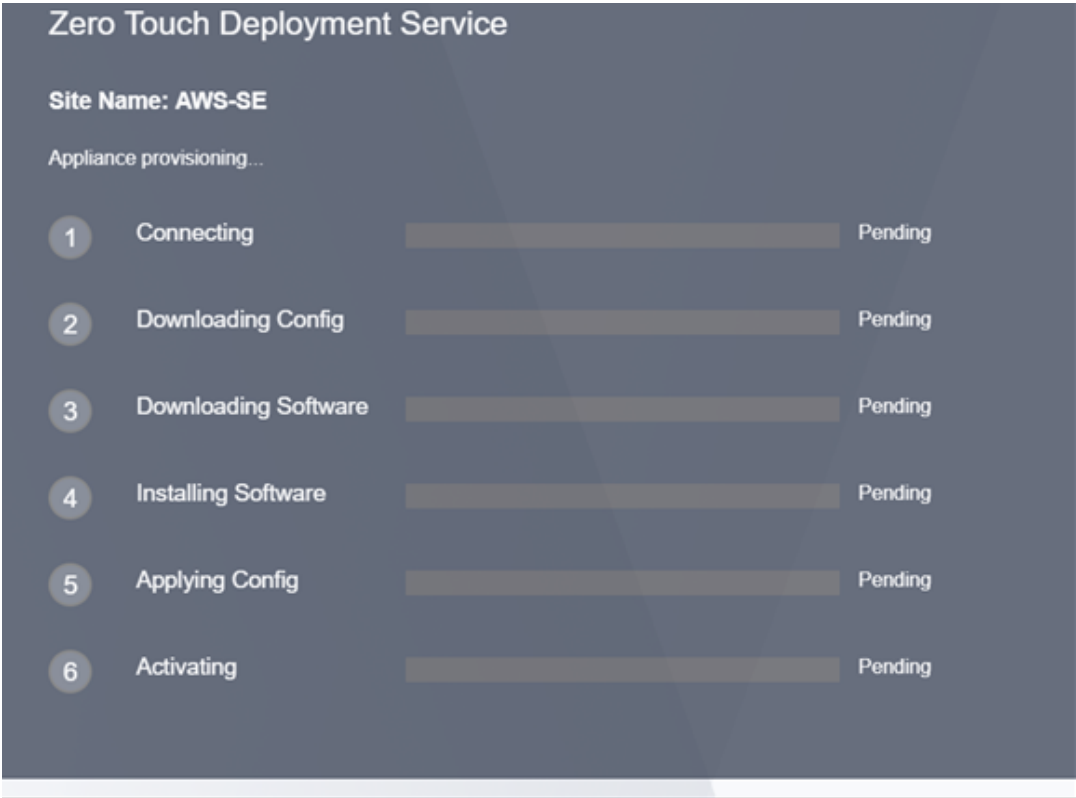 Zero Touch Deployment Service
Site Name: AWS-SE
Appliance provisioning...
1 Connecting Pending
2 Downloading Config Pending
3 Downloading Software Pending
4 Installing Software Pending
5 Applying Config Pending
6 Activating Pending